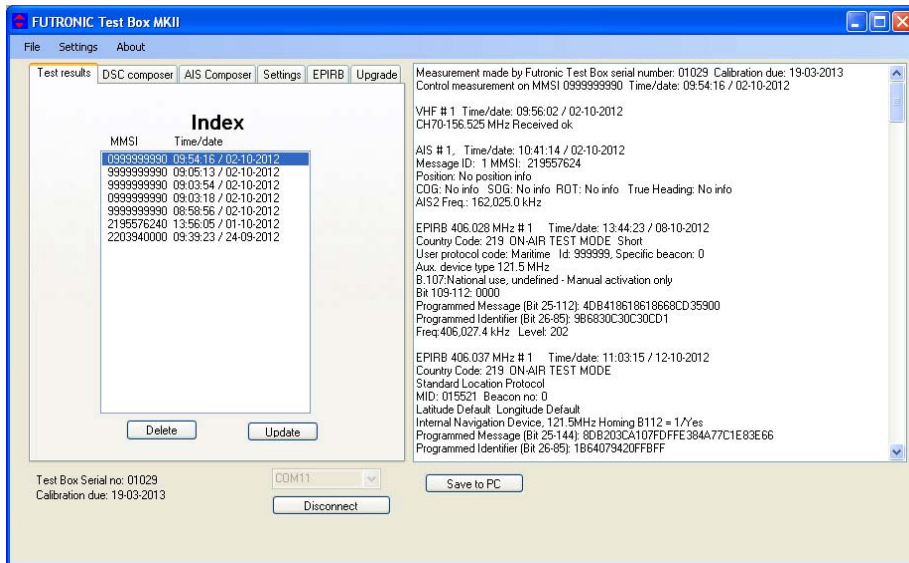 FUTRONIC Test Box MKII
File Settings About
Test results DSC composer AIS Composer Settings EPIRB Upgrade
Index
MMSI Time/date
0999999990 09:54:16 / 02-10-2012
9999999990 09:05:13 / 02-10-2012
9999999990 09:03:54 / 02-10-2012
0999999990 09:03:18 / 02-10-2012
9999999990 08:58:56 / 02-10-2012
2195576240 13:56:05 / 01-10-2012
2203940000 09:39:23 / 24-09-2012
Delete Update
Measurement made by Futronic Test Box serial number: 01029 Calibration due: 19-03-2013
Control measurement on MMSI 0999999990 Time/date: 09:54:16 / 02-10-2012
VHF # 1 Time/date: 09:56:02 / 02-10-2012
CH70-156.525 MHz Received ok
AIS # 1, Time/date: 10:41:14 / 02-10-2012
Message ID: 1 MMSI: 219557624
Position: No position info
COG: No info SOG: No info ROT: No info True Heading: No info
AIS2 Freq.: 162,025.0 kHz
EPIRB 406.028 MHz # 1 Time/date: 13:44:23 / 08-10-2012
Country Code: 219 ON-AIR TEST MODE Short
User protocol code: Maritime Id: 999999, Specific beacon: 0
Aux. device type 121.5 MHz
B.107:National use, undefined - Manual activation only
Bit 109-112: 0000
Programmed Message (Bit 25-112): 4DB418618618668CD35900
Programmed Identifier (Bit 26-85): 9B6830C30C30CD1
Freq:406,027.4 kHz Level: 202
EPIRB 406.037 MHz # 1 Time/date: 11:03:15 / 12-10-2012
Country Code: 219 ON-AIR TEST MODE
Standard Location Protocol
MID: 015521 Beacon no: 0
Latitude Default Longitude Default
Internal Navigation Device, 121.5MHz Homing B112 = 1/Yes
Programmed Message (Bit 25-144): 8DB203CA107FDFFE384A77C1E83E66
Programmed Identifier (Bit 26-85): 1B64079420FFBFF
Test Box Serial no: 01029
Calibration due: 19-03-2013
COM11
Disconnect
Save to PC